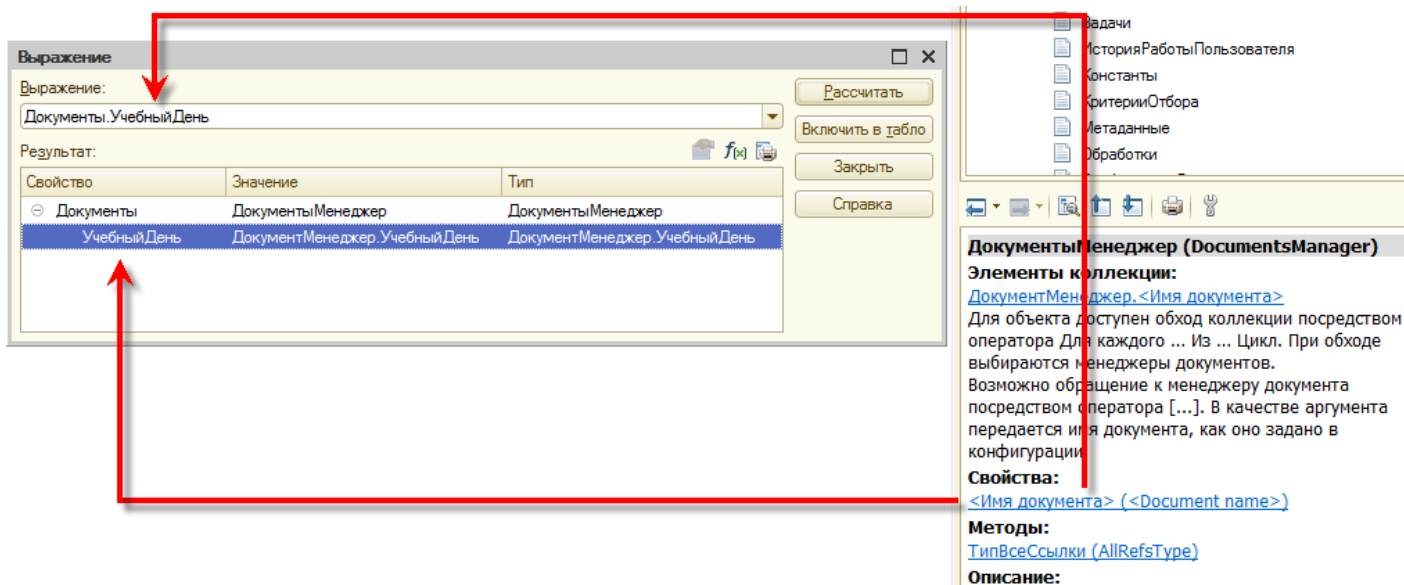 Выражение
Выражение:
Документы.УчебныйДень
Рассчитать
Включить в табло
Закрыть
Справка
Результат:
Свойство Значение Тип
Документы ДокументыМенеджер ДокументыМенеджер
УчебныйДень ДокументМенеджер.УчебныйДень ДокументМенеджер.УчебныйДень
Задачи
ИсторияРаботыПользователя
Константы
КритерииОтбора
Метаданные
Обработки
ДокументыМенеджер (DocumentsManager)
Элементы коллекции:
ДокументМенеджер.<Имя документа>
Для объекта доступен обход коллекции посредством
оператора Для каждого ... Из ... Цикл. При обходе
выбираются менеджеры документов.
Возможно обращение к менеджеру документа
посредством оператора [...]. В качестве аргумента
передается имя документа, как оно задано в
конфигурации
Свойства:
<Имя документа> (<Document name>)
Методы:
ТипВсеСсылки (AllRefsType)
Описание: